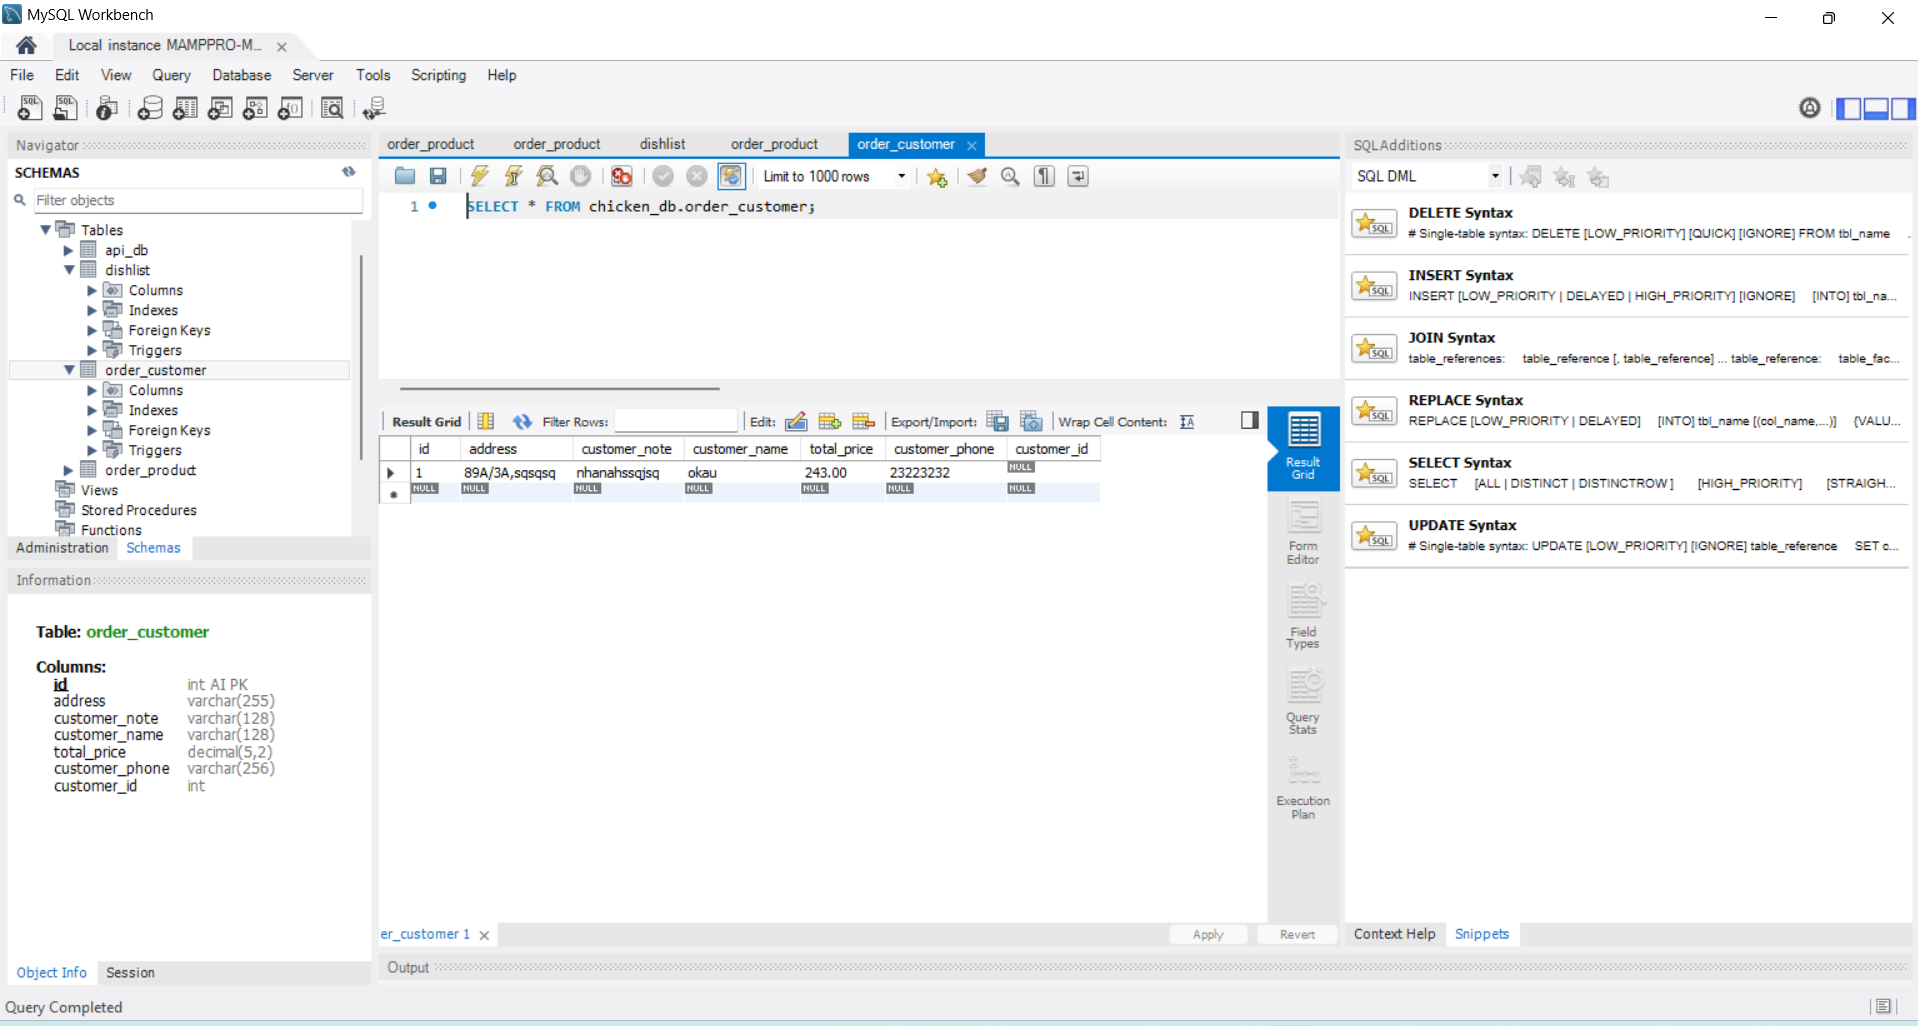 MySQL Workbench
Local instance MAMPPRO-M...
File Edit View Query Database Server Tools Scripting Help
Navigator
SCHEMAS
Filter objects
Tables
api_db
dishlist
Columns
Indexes
Foreign Keys
Triggers
order_customer
Columns
Indexes
Foreign Keys
Triggers
order_product
Views
Stored Procedures
Functions
Administration Schemas
Information
Table: order_customer
Columns:
id int AI PK
address varchar(255)
customer_note varchar(128)
customer_name varchar(128)
total_price decimal(5,2)
customer_phone varchar(256)
customer_id int
Object Info Session
Query Completed
order_product order_product dishlist order_product order_customer
Limit to 1000 rows
1 SELECT * FROM chicken_db.order_customer;
Result Grid Filter Rows: Edit: Export/Import: Wrap Cell Content:
id address customer_note customer_name total_price customer_phone customer_id
1 89A/3A,sqsqsq nhanahssqjsq okau 243.00 23223232 NULL
NULL NULL NULL NULL NULL NULL NULL
Result
Grid
Form
Editor
Field
Types
Query
Stats
Execution
Plan
er_customer 1
Apply Revert
Output
SQLAdditions
SQL DML
DELETE Syntax
# Single-table syntax: DELETE [LOW_PRIORITY] [QUICK] [IGNORE] FROM tbl_name
INSERT Syntax
INSERT [LOW_PRIORITY | DELAYED | HIGH_PRIORITY] [IGNORE] [INTO] tbl_na...
JOIN Syntax
table_references: table_reference [, table_reference] ... table_reference: table_fac...
REPLACE Syntax
REPLACE [LOW_PRIORITY | DELAYED] [INTO] tbl_name [(col_name,...)] {VALU...
SELECT Syntax
SELECT [ALL | DISTINCT | DISTINCTROW ] [HIGH_PRIORITY] [STRAIGH...
UPDATE Syntax
# Single-table syntax: UPDATE [LOW_PRIORITY] [IGNORE] table_reference SET c...
Context Help Snippets